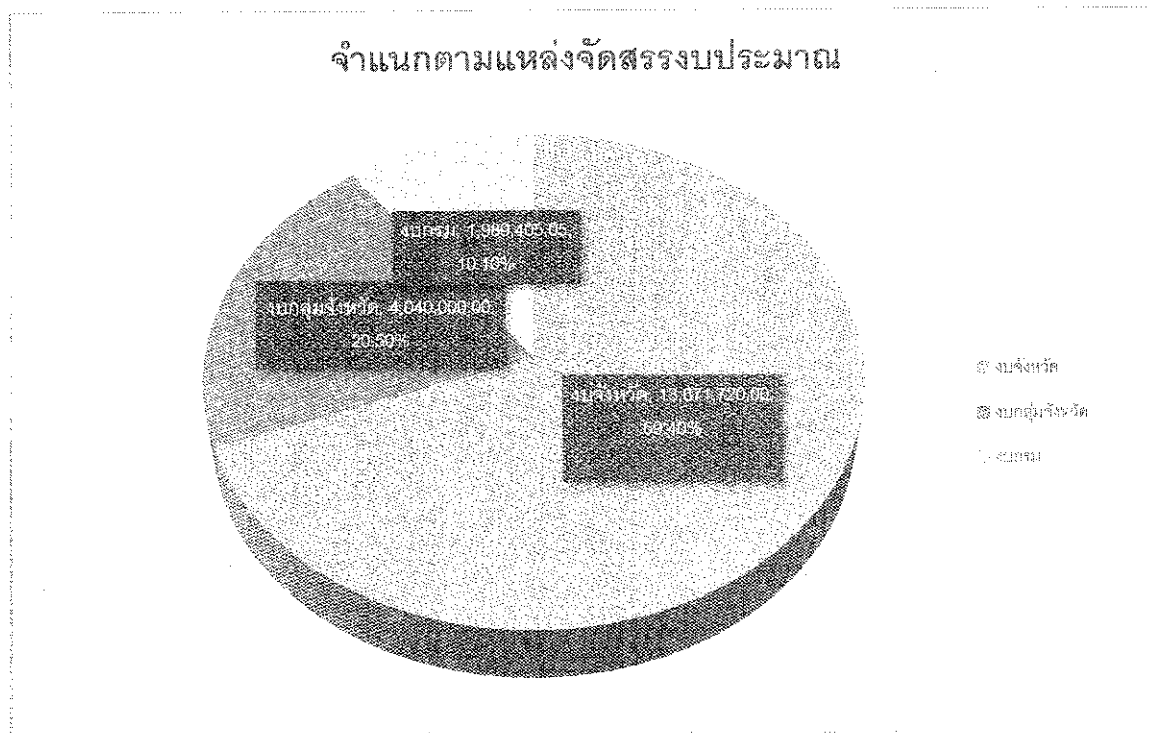 จำแนกตามแหล่งจัดสรรงบประมาณ
งบกรม, 1,989,405.05,
10.10%
งบกลุ่มจังหวัด, 4,040,000.00,
20.50%
งบจังหวัด, 13,671,720.00,
69.40%
งบจังหวัด
งบกลุ่มจังหวัด
งบกรม